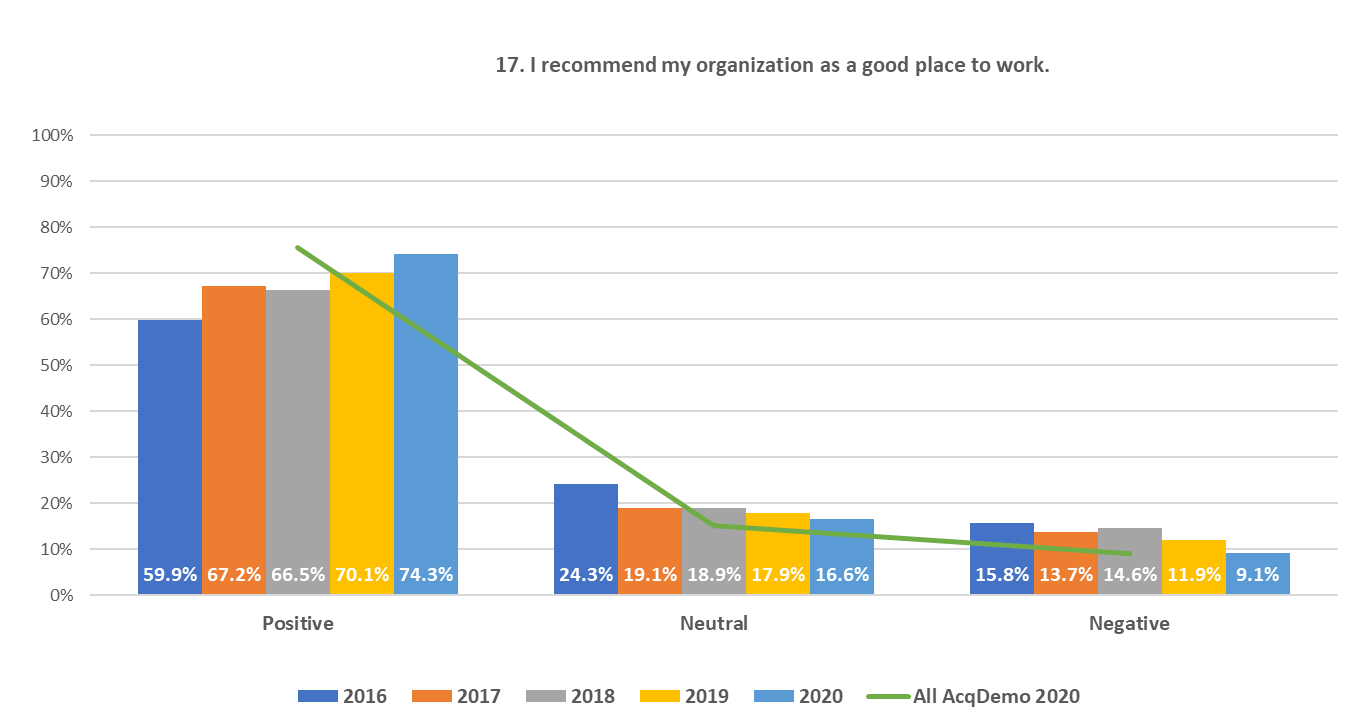 17. I recommend my organization as a good place to work.
100%
90%
80%
70%
60%
50%
40%
30%
20%
10%
0%
59.9% 67.2% 66.5% 70.1% 74.3% 24.3% 19.1% 18.9% 17.9% 16.6% 15.8% 13.7% 14.6% 11.9% 9.1%
Positive Neutral Negative
2016 2017 2018 2019 2020 All AcqDemo 2020